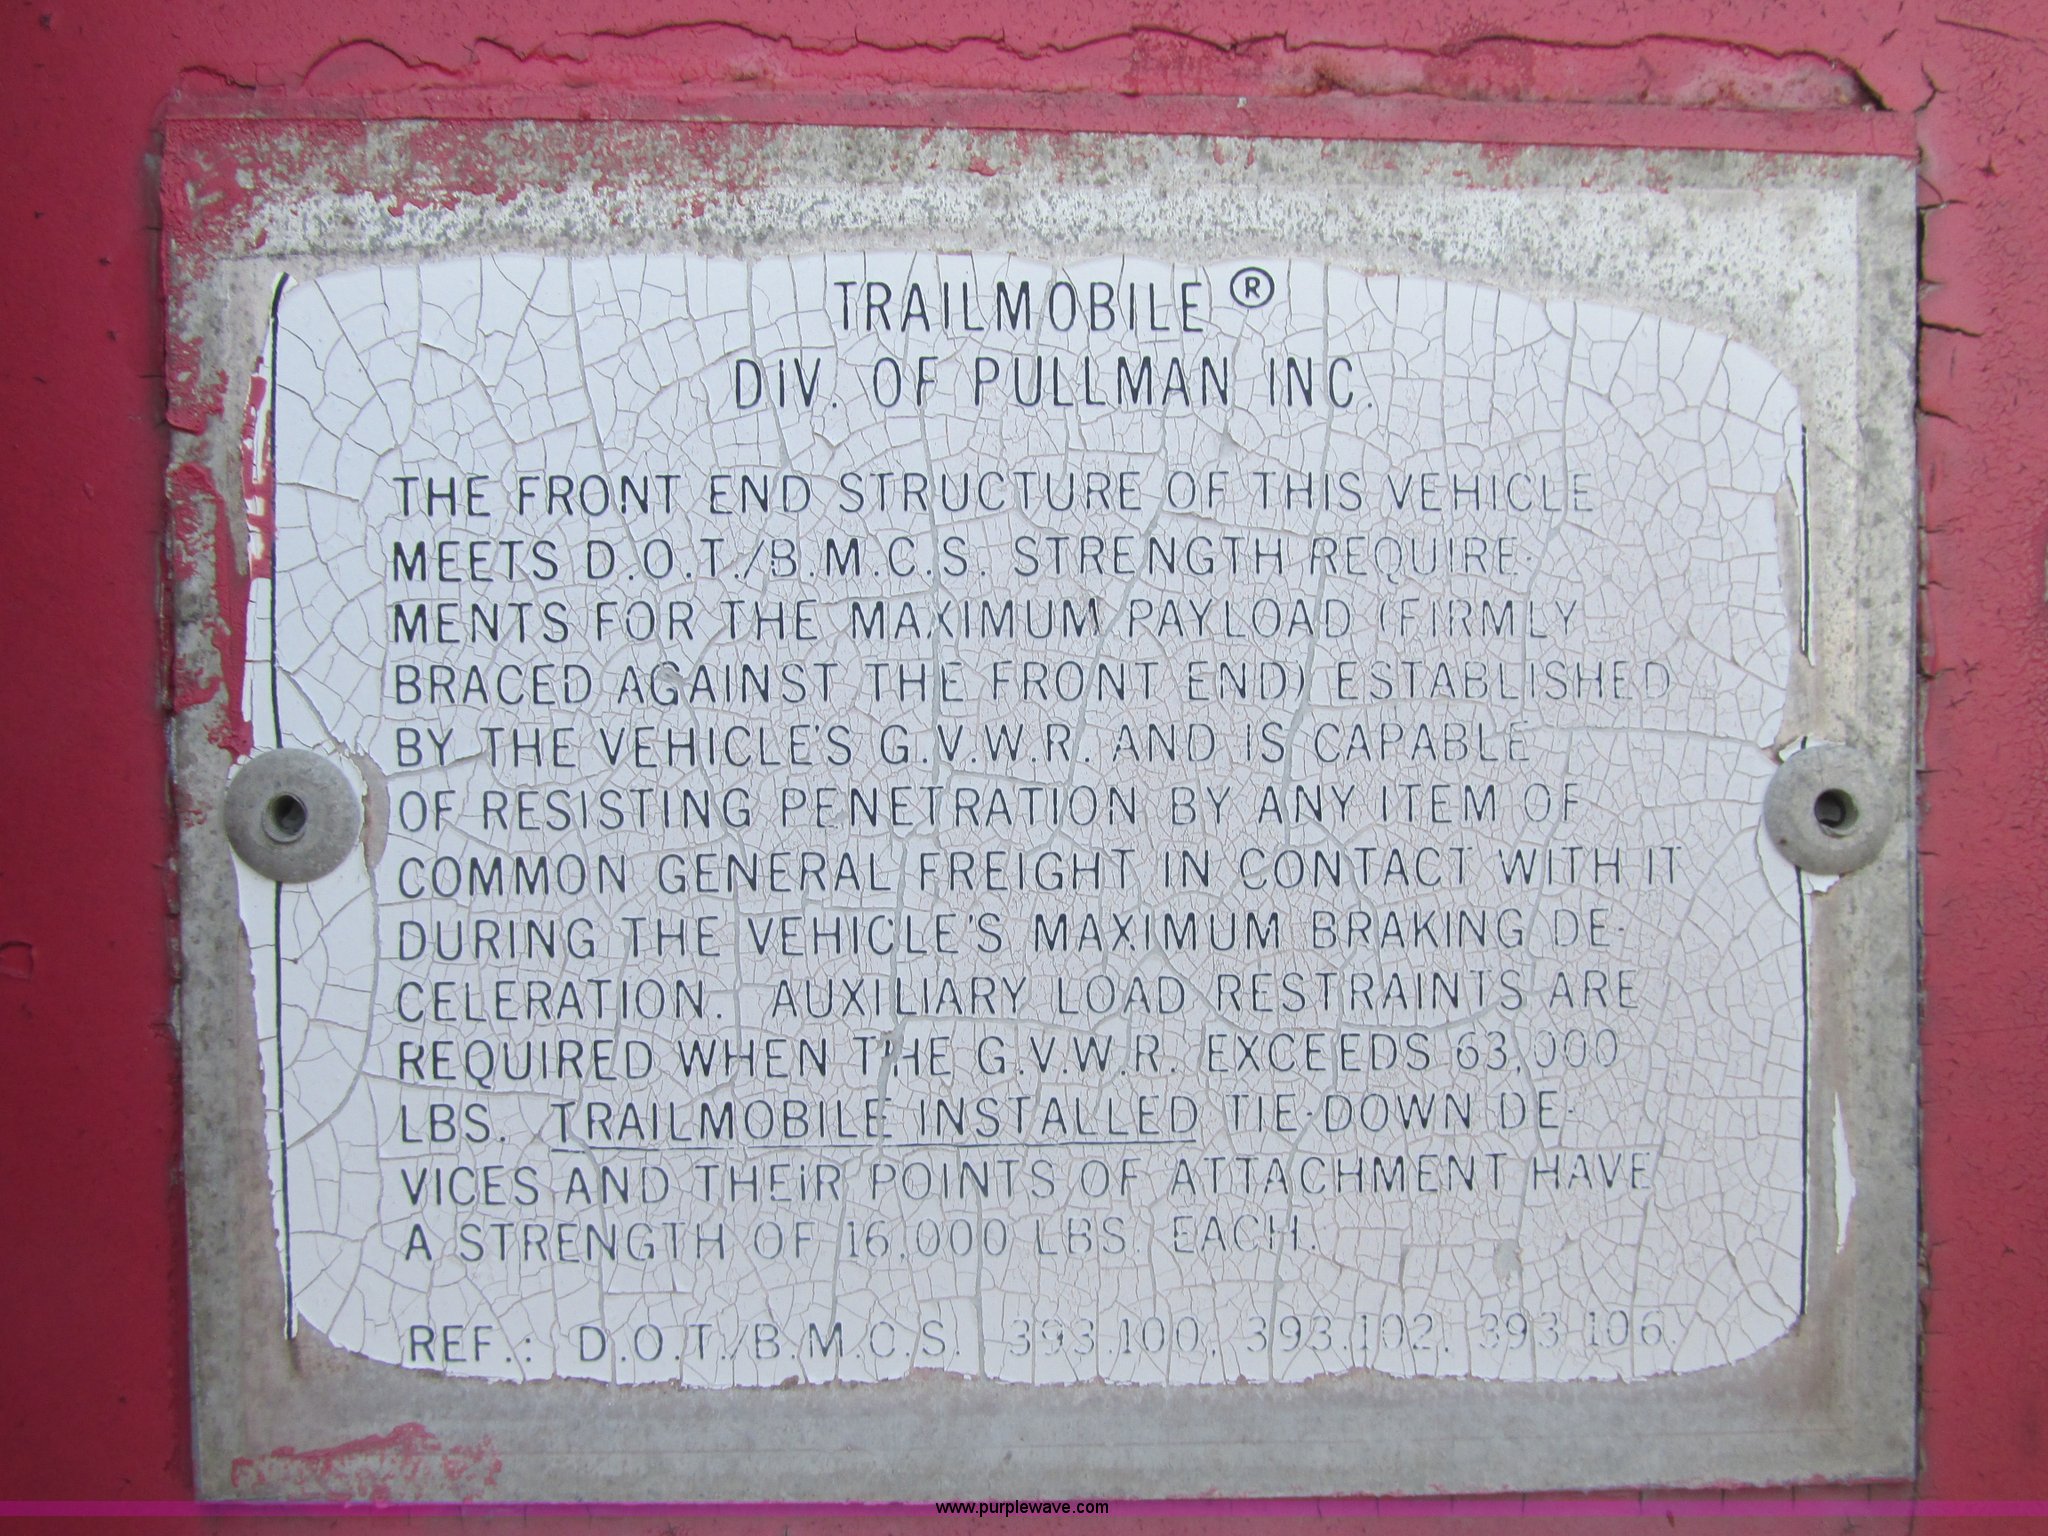 TRAILMOBILE ®
DIV. OF PULLMAN INC.
THE FRONT END STRUCTURE OF THIS VEHICLE
MEETS D.O.T./B.M.C.S. STRENGTH REQUIRE-
MENTS FOR THE MAXIMUM PAYLOAD (FIRMLY
BRACED AGAINST THE FRONT END) ESTABLISHED
BY THE VEHICLE'S G.V.W.R. AND IS CAPABLE
OF RESISTING PENETRATION BY ANY ITEM OF
COMMON GENERAL FREIGHT IN CONTACT WITH IT
DURING THE VEHICLE'S MAXIMUM BRAKING DE-
CELERATION. AUXILIARY LOAD RESTRAINTS ARE
REQUIRED WHEN THE G.V.W.R. EXCEEDS 63,000
LBS. TRAILMOBILE INSTALLED TIE-DOWN DE-
VICES AND THEIR POINTS OF ATTACHMENT HAVE
A STRENGTH OF 16,000 LBS. EACH.
REF.: D.O.T./B.M.C.S. 393.100, 393.102, 393.106.
www.purplewave.com